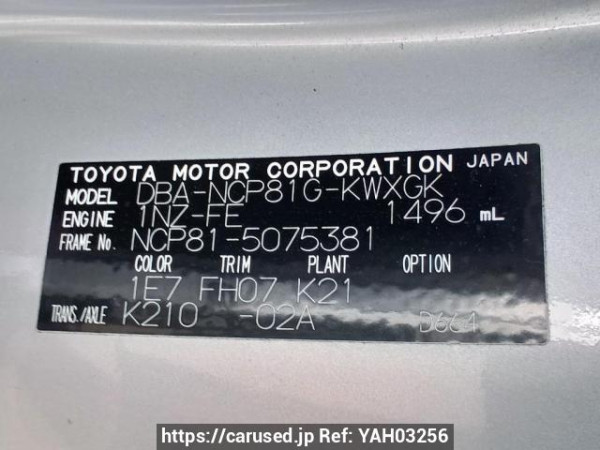 TOYOTA MOTOR CORPORATION JAPAN
MODEL DBA-NCP81G-KWXGK
ENGINE 1NZ-FE 1496 mL
FRAME No. NCP81-5075381
COLOR TRIM PLANT OPTION
1E7 FH07 K21
TRANS./AXLE K210 -02A D664
https://carused.jp Ref: YAH03256